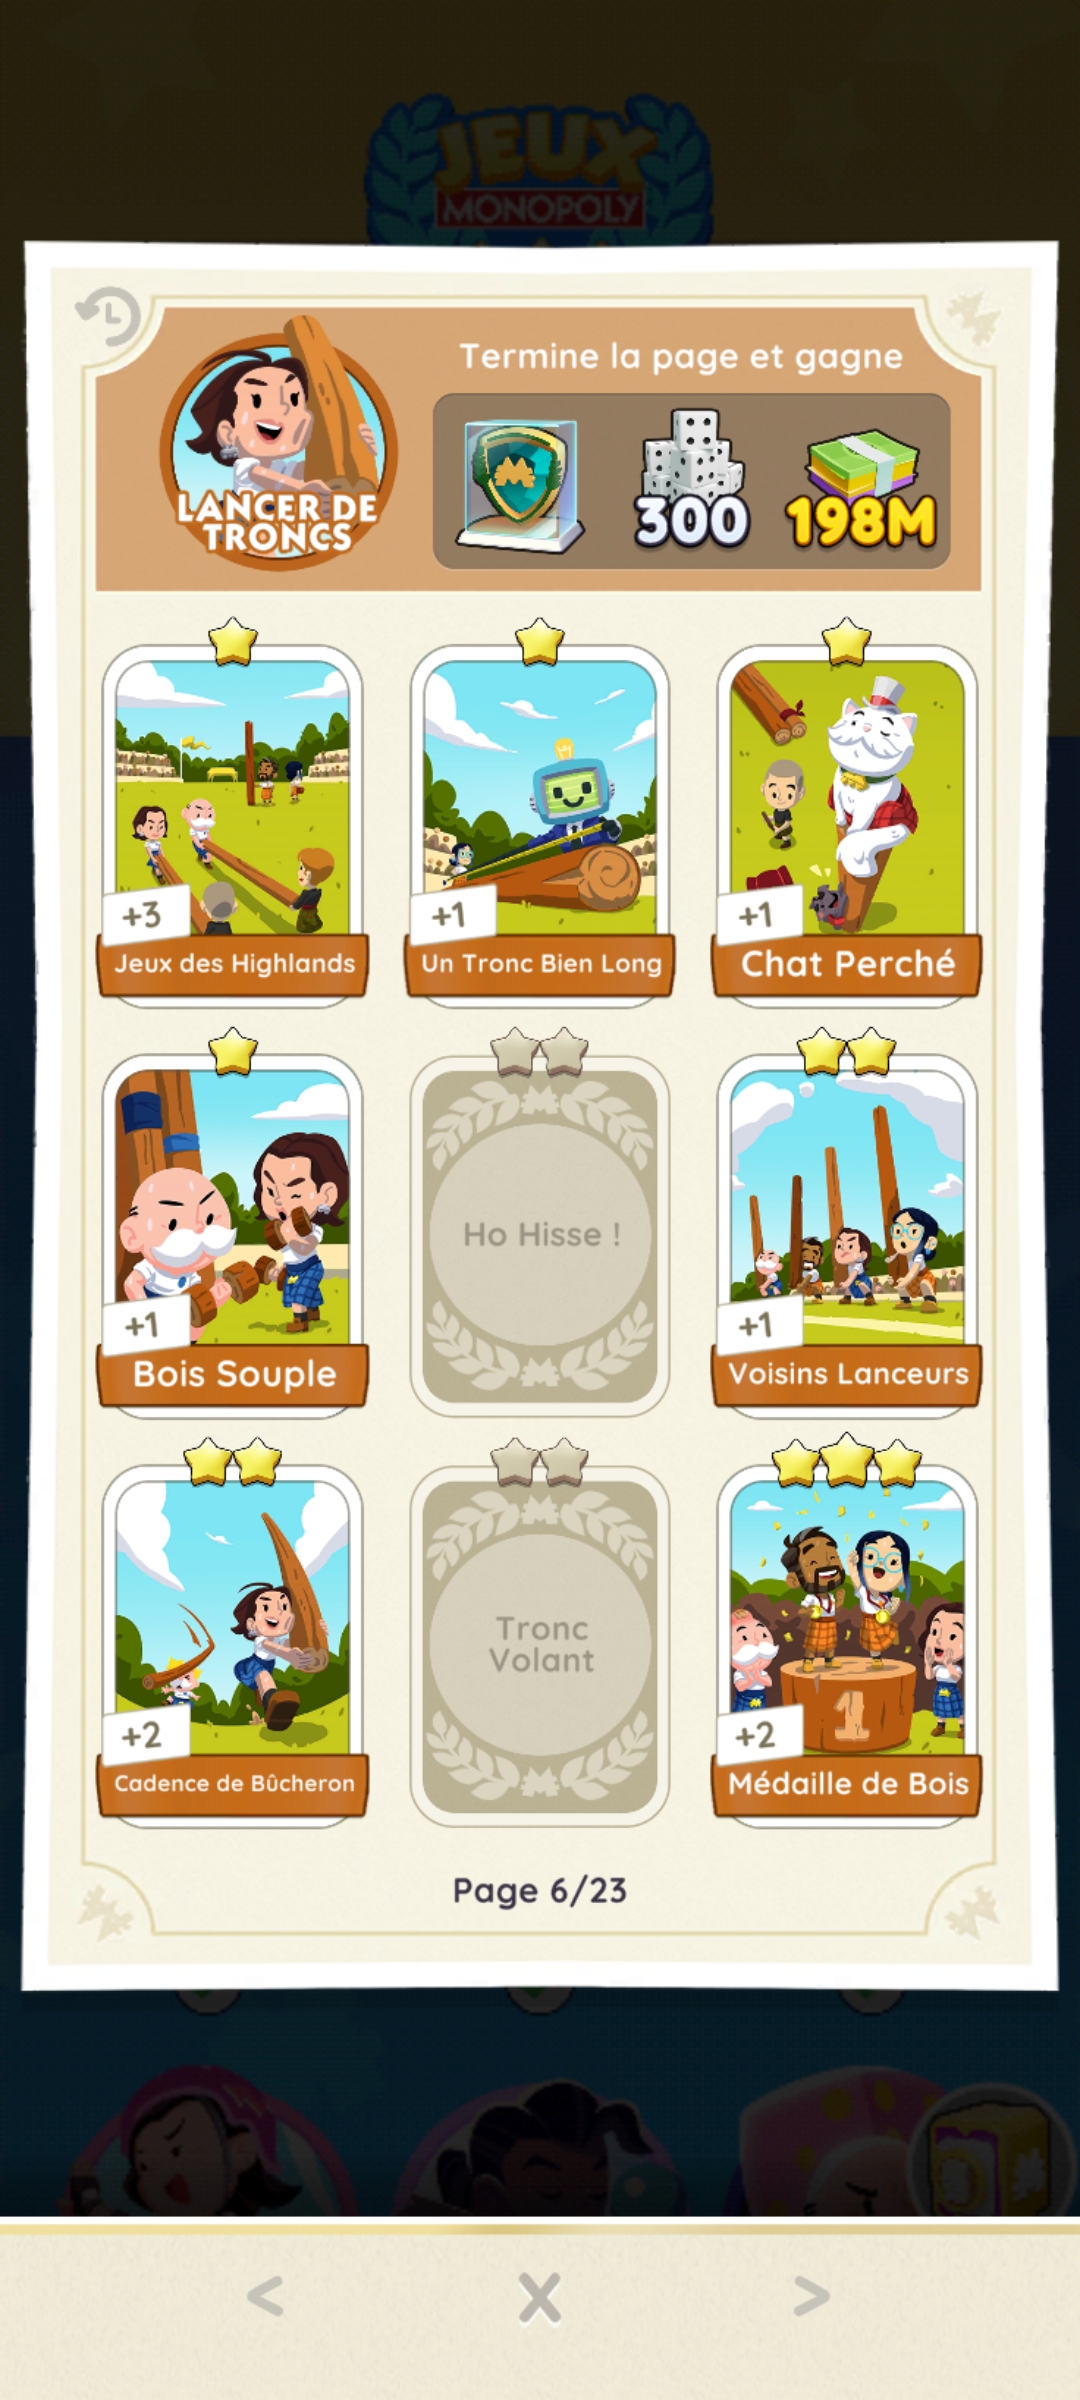 JEUX
MONOPOLY
Termine la page et gagne
LANCER DE
TRONCS
300
198M
+3
+1
+1
Jeux des Highlands
Un Tronc Bien Long
Chat Perché
+1
Ho Hisse !
+1
Bois Souple
Voisins Lanceurs
Tronc
Volant
1
+2
+2
Cadence de Bûcheron
Médaille de Bois
Page 6/23
< X >